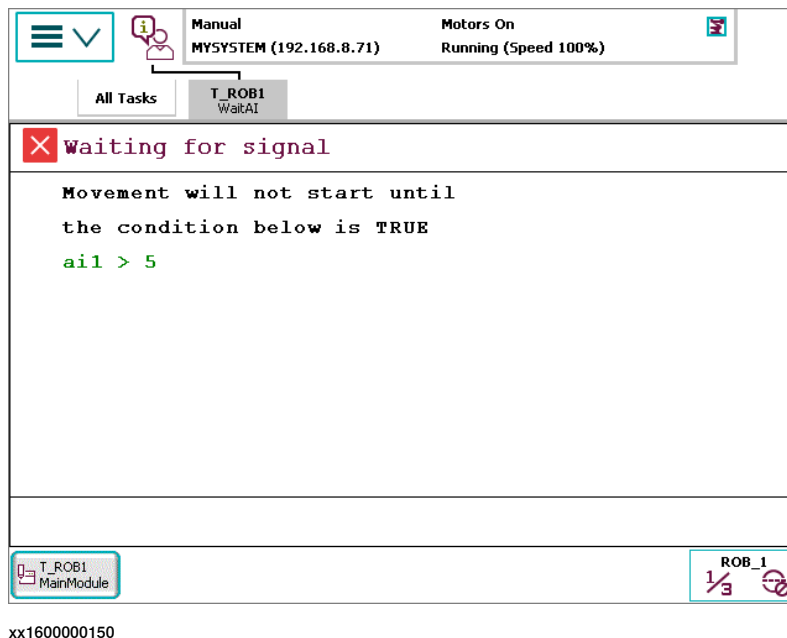 Manual
Motors On
MYSYSTEM (192.168.8.71)
Running (Speed 100%)
All Tasks
T_ROB1
WaitAI
Waiting for signal
Movement will not start until
the condition below is TRUE
ai1 > 5
T_ROB1
MainModule
ROB_1
1/3
xx1600000150